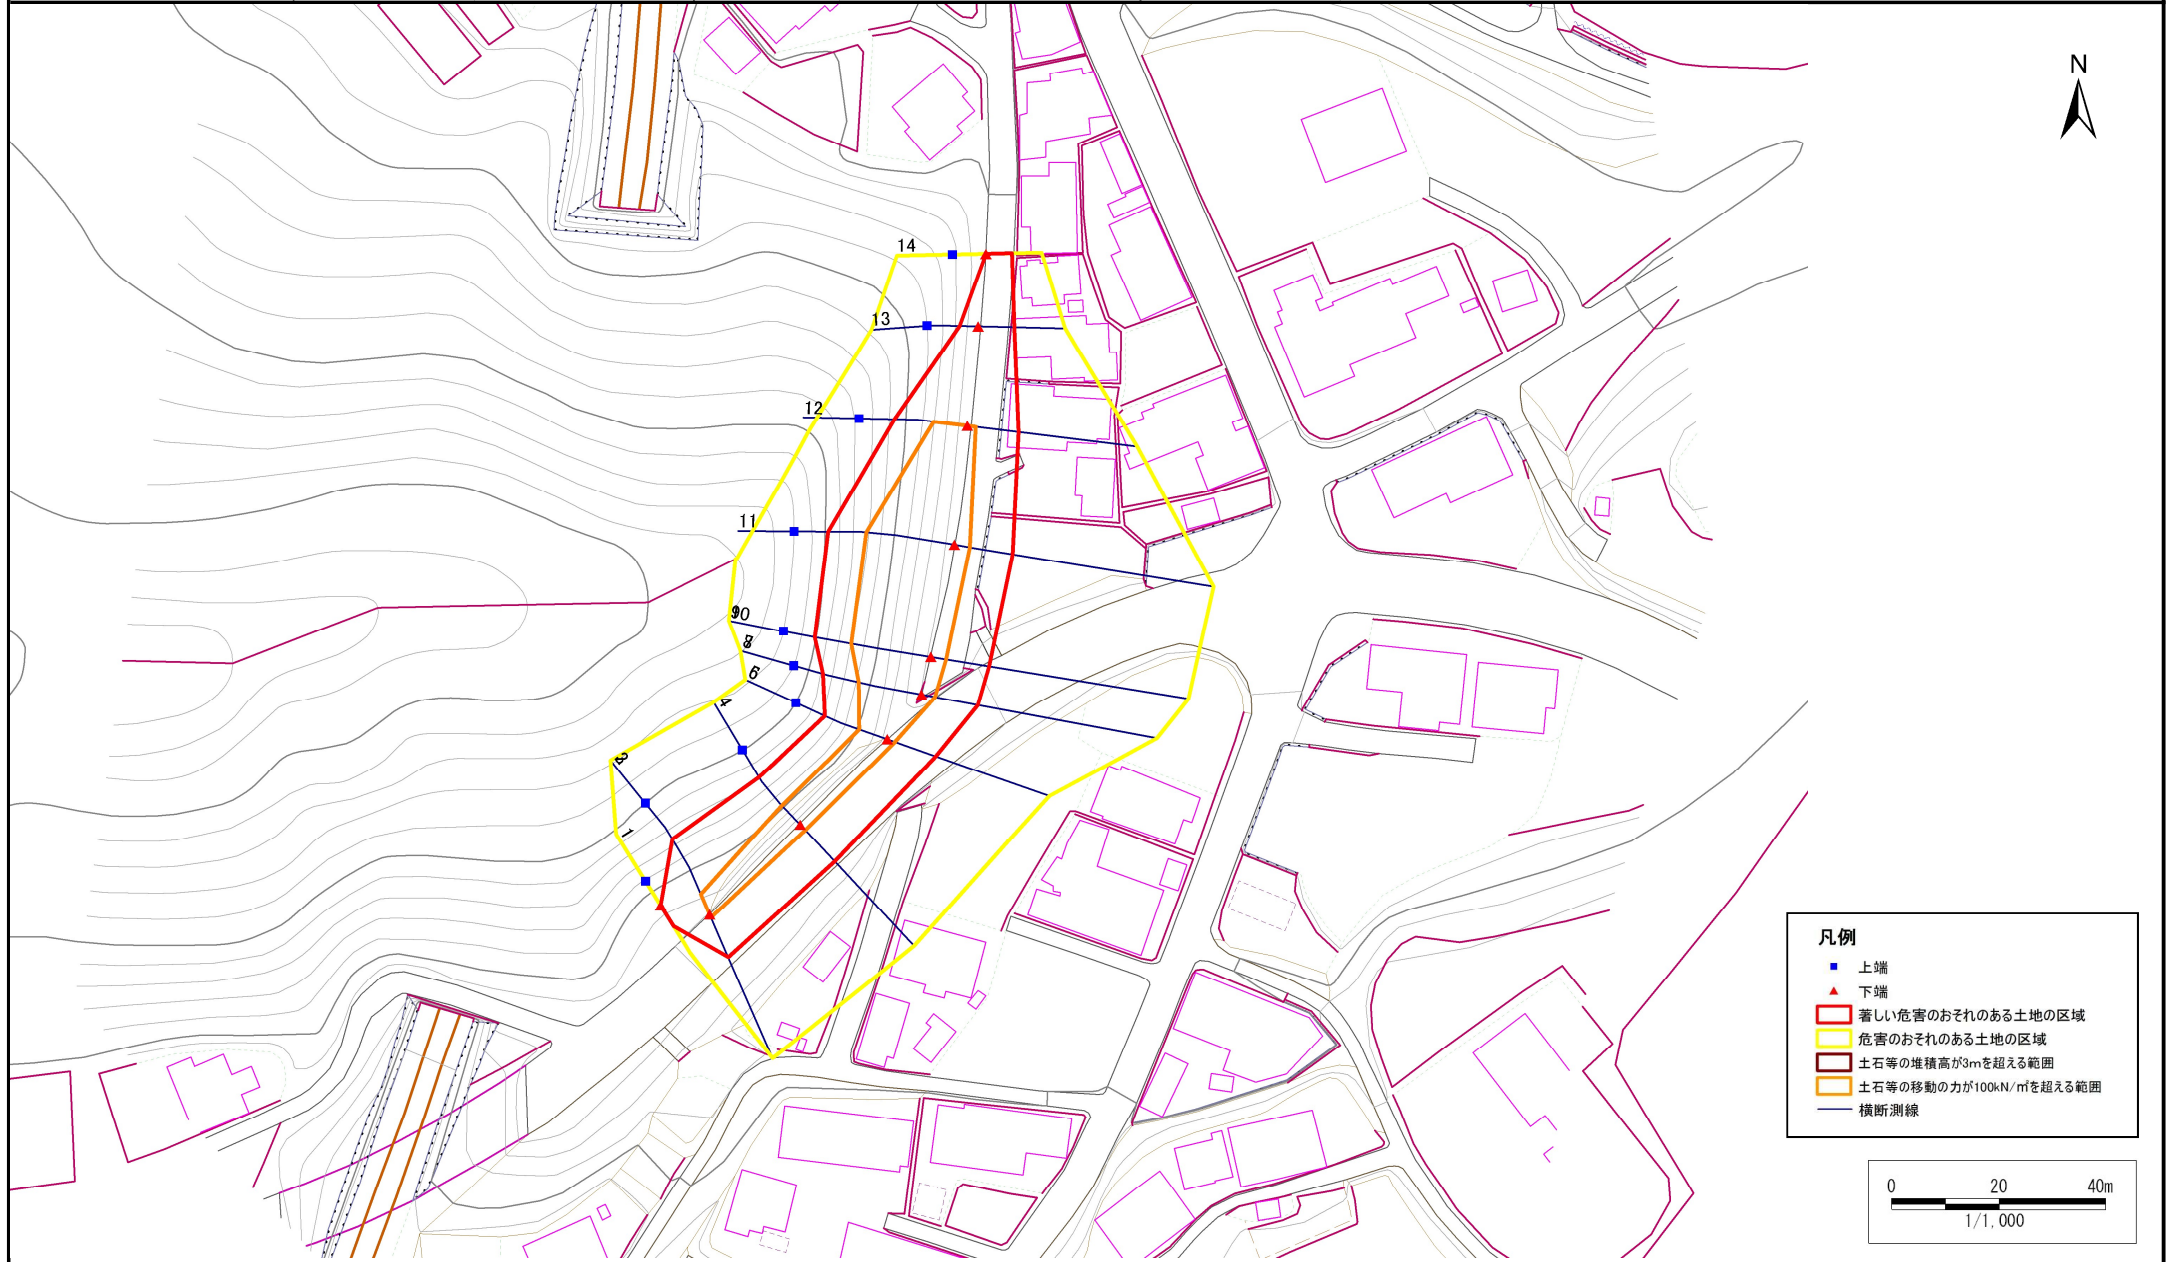 N
14
13
12
11
10
6
4
2
1
凡例
上端
下端
著しい危害のおそれのある土地の区域
危害のおそれのある土地の区域
土石等の堆積高が3mを超える範囲
土石等の移動の力が100kN/㎡を超える範囲
横断測線
0 20 40m
1/1,000